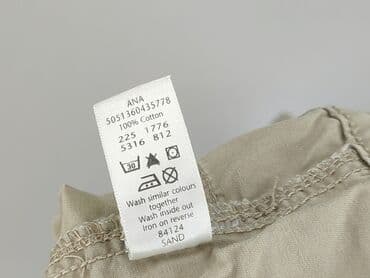 ANA
5051360435778
100% Cotton
225 1776
5316 812
30
Wash similar colours
together
Wash inside out
Iron on reverse
84124
SAND